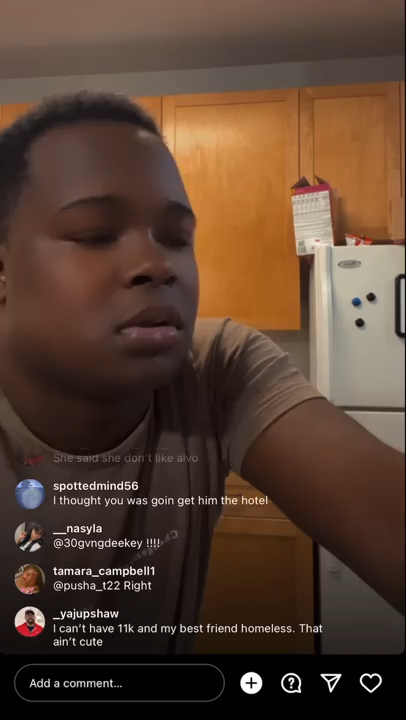 She said she don't like alvo
spottedmind56
I thought you was goin get him the hotel
__nasyla
@30gvngdeekey !!!!
tamara_campbell1
@pusha_t22 Right
_yajupshaw
I can't have 11k and my best friend homeless. That
ain't cute
Add a comment...